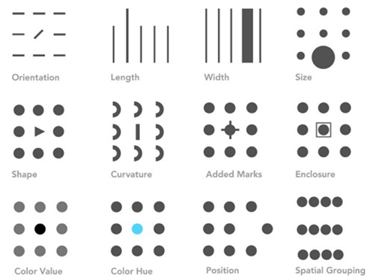 Orientation
Length
Width
Size
Shape
Curvature
Added Marks
Enclosure
Color Value
Color Hue
Position
Spatial Grouping